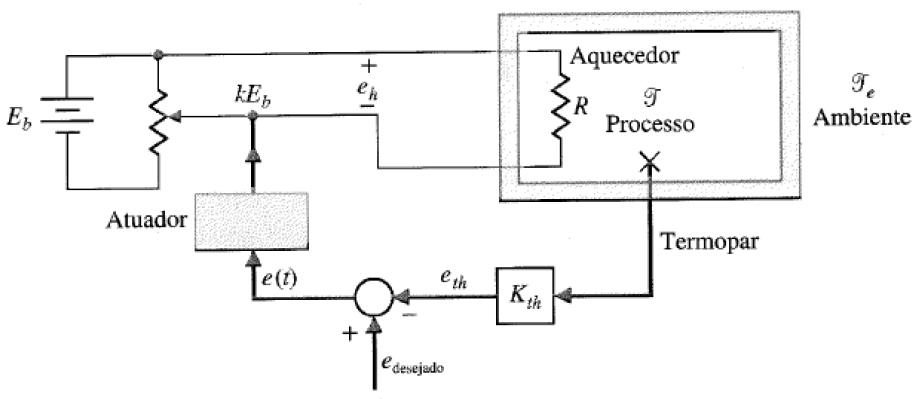 Aquecedor
+
e_h
−
kE_b
E_b
R
𝒯
Processo
𝒯_e
Ambiente
Atuador
Termopar
e(t)
e_th
K_th
−
+
e_desejado